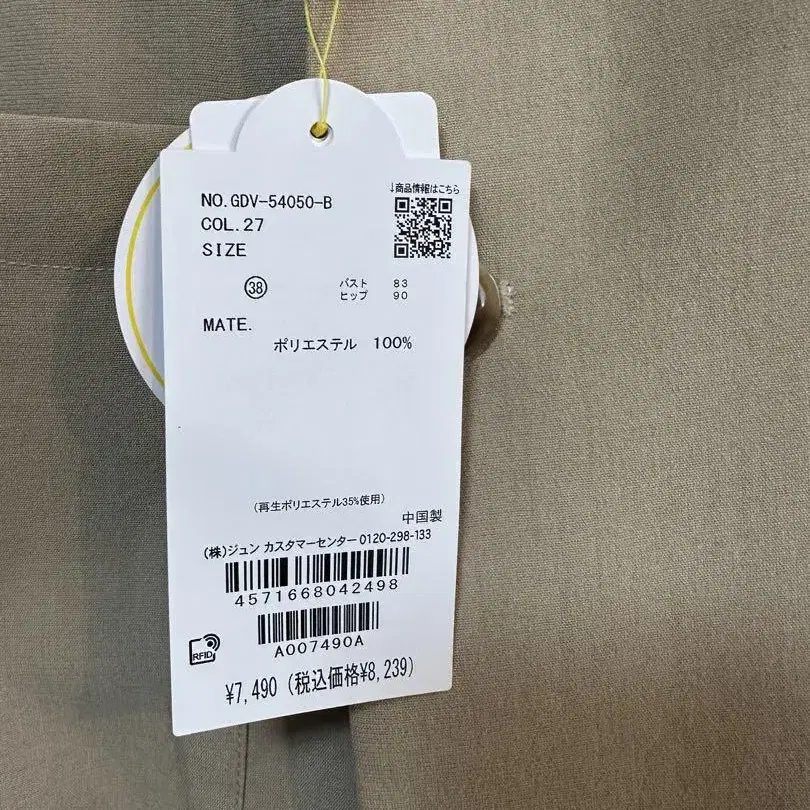 NO.GDV-54050-B
↓商品情報はこちら
COL.27
SIZE
㊳ バスト 83
ヒップ 90
MATE.
ポリエステル 100%
(再生ポリエステル35%使用)
中国製
(株)ジュン カスタマーセンター 0120-298-133
4571668042498
A007490A
RFID
¥7,490 (税込価格¥8,239)